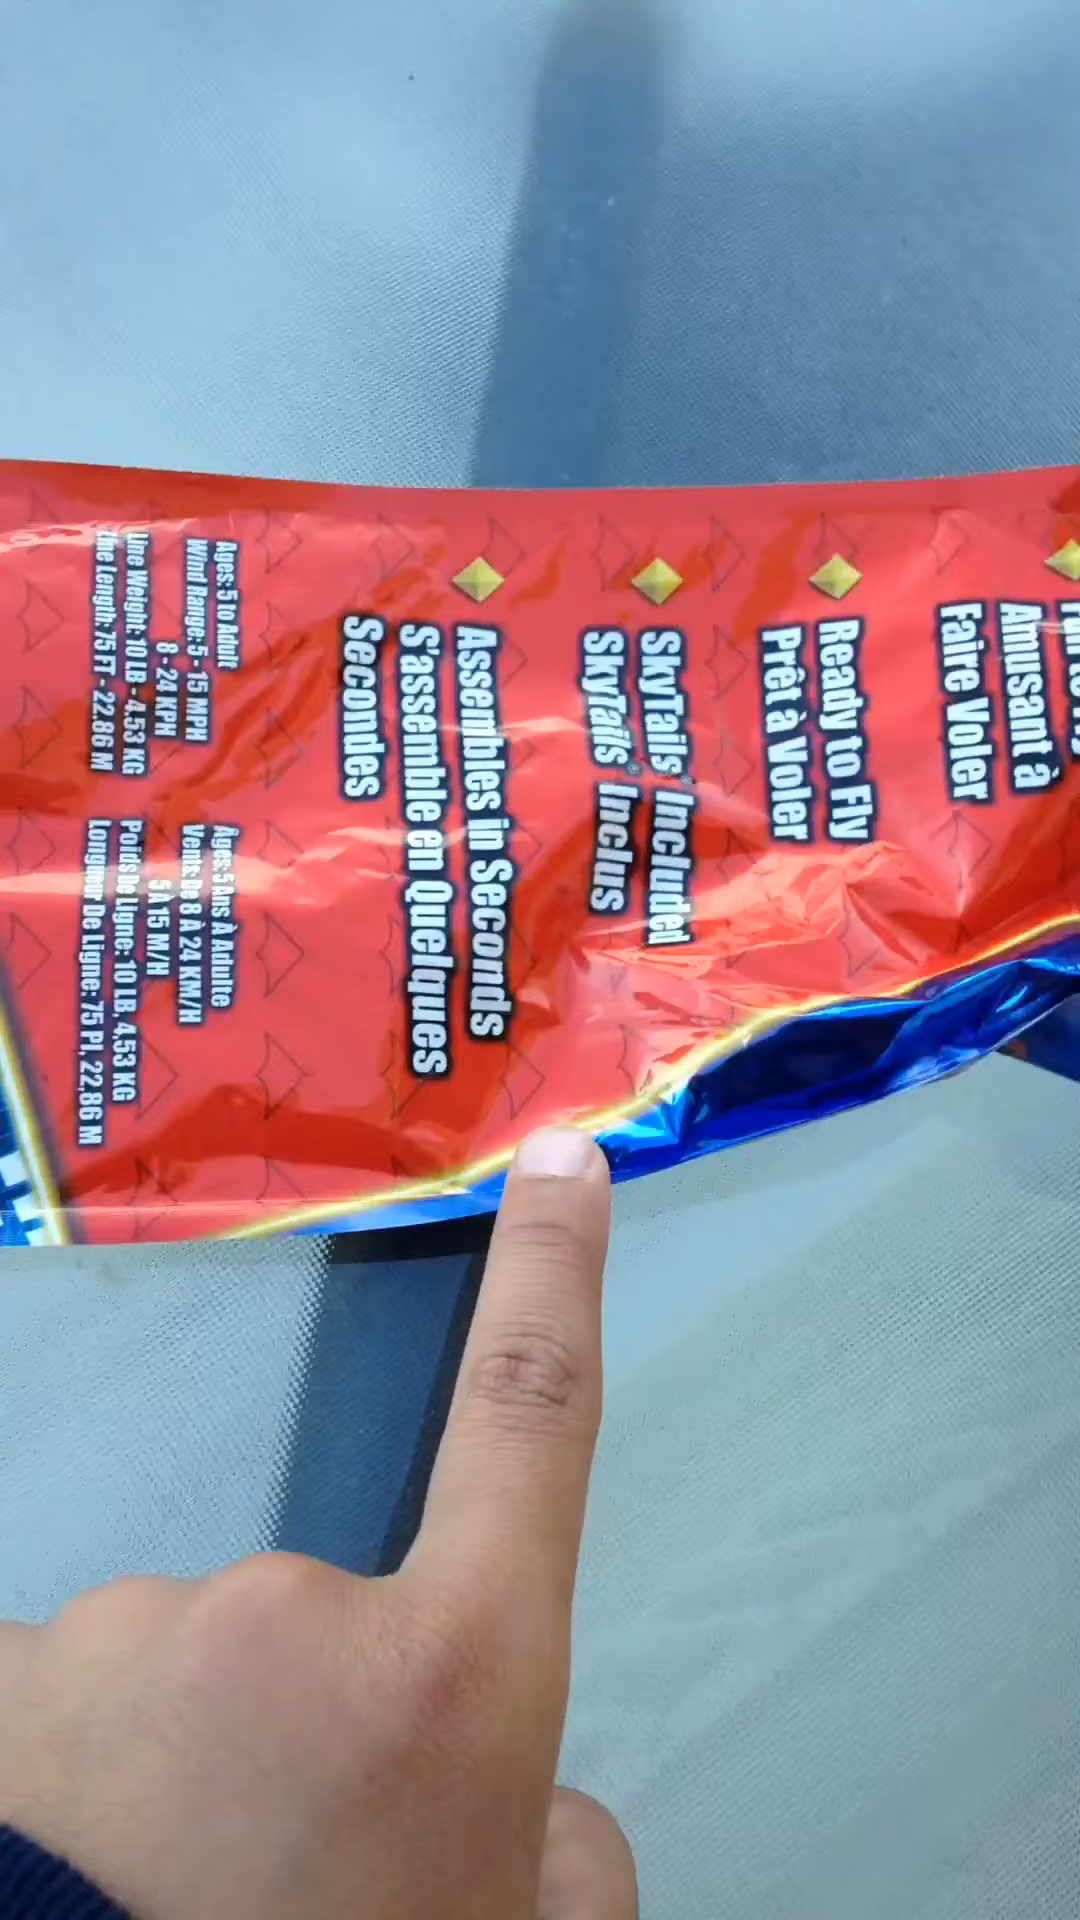 Amusant à
Faire Voler
Ready to Fly
Prêt à Voler
SkyTails® Included
SkyTails® Inclus
Assembles in Seconds
S'assemble en Quelques
Secondes
Ages: 5 to Adult
Wind Range: 5 - 15 MPH
8 - 24 KPH
Line Weight: 10 LB - 4.53 KG
Line Length: 75 FT - 22.86 M
Âges: 5 Ans À Adulte
Vents: De 8 À 24 KM/H
5 À 15 M/H
Poids De Ligne: 10 LB, 4,53 KG
Longueur De Ligne: 75 PI, 22,86 M